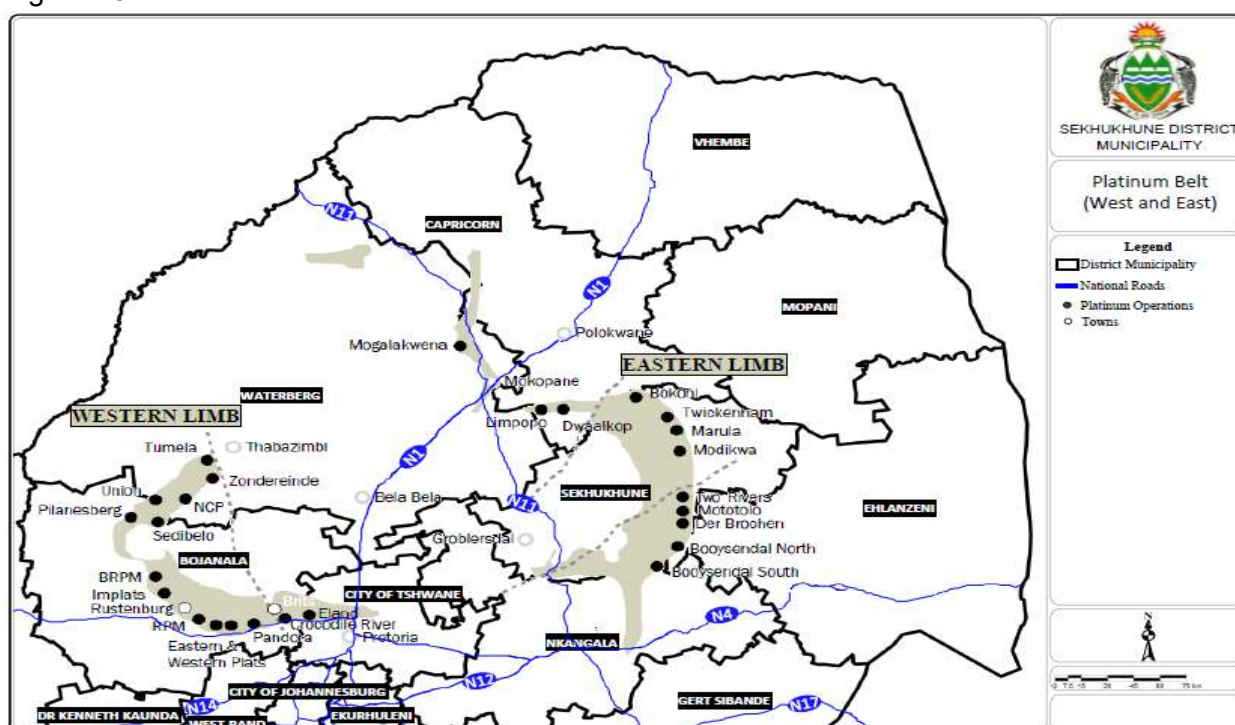 SEKHUKHUNE DISTRICT
MUNICIPALITY
Platinum Belt
(West and East)
Legend
District Municipality
National Roads
Platinum Operations
Towns
VHEMBE
N11
CAPRICORN
N1
MOPANI
Polokwane
Mogalakwena
EASTERN LIMB
Mokopane
Bokoni
WATERBERG
WESTERN LIMB
Limpopo
Dwaalkop
Twickenham
Marula
Tumela
Thabazimbi
Modikwa
N1
Zondereinde
Union
NCP
Bela Bela
SEKHUKHUNE
N11
Two Rivers
Mototolo
EHLANZENI
Pilanesberg
Sedibelo
Der Brochen
Groblersdal
BOJANALA
Booysendal North
BRPM
Booysendal South
Implats
CITY OF TSHWANE
Rustenburg
Brits
Eland
RPM
Crocodile River
Pandora
Pretoria
N4
Eastern &
Western Plats
NKANGALA
N12
CITY OF JOHANNESBURG
GERT SIBANDE
N14
N17
DR KENNETH KAUNDA
WEST RAND
EKURHULENI
N
75 km